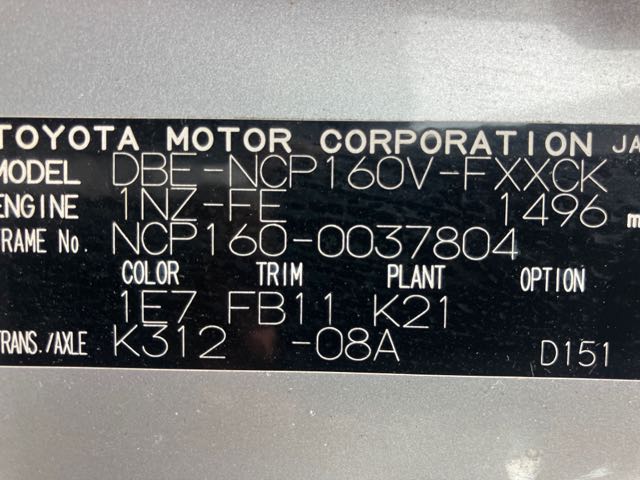 TOYOTA MOTOR CORPORATION JA
MODEL DBE-NCP160V-FXXCK
ENGINE 1NZ-FE 1496 m
FRAME No. NCP160-0037804
COLOR TRIM PLANT OPTION
1E7 FB11 K21
TRANS./AXLE K312 -08A D151